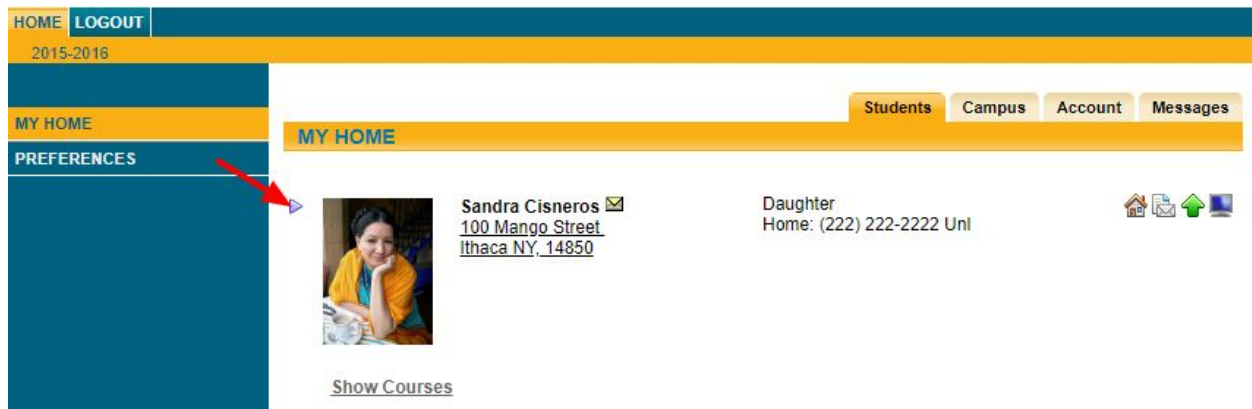 HOME LOGOUT
2015-2016
Students Campus Account Messages
MY HOME
MY HOME
PREFERENCES
Sandra Cisneros Daughter
100 Mango Street Home: (222) 222-2222 Unl
Ithaca NY, 14850
Show Courses